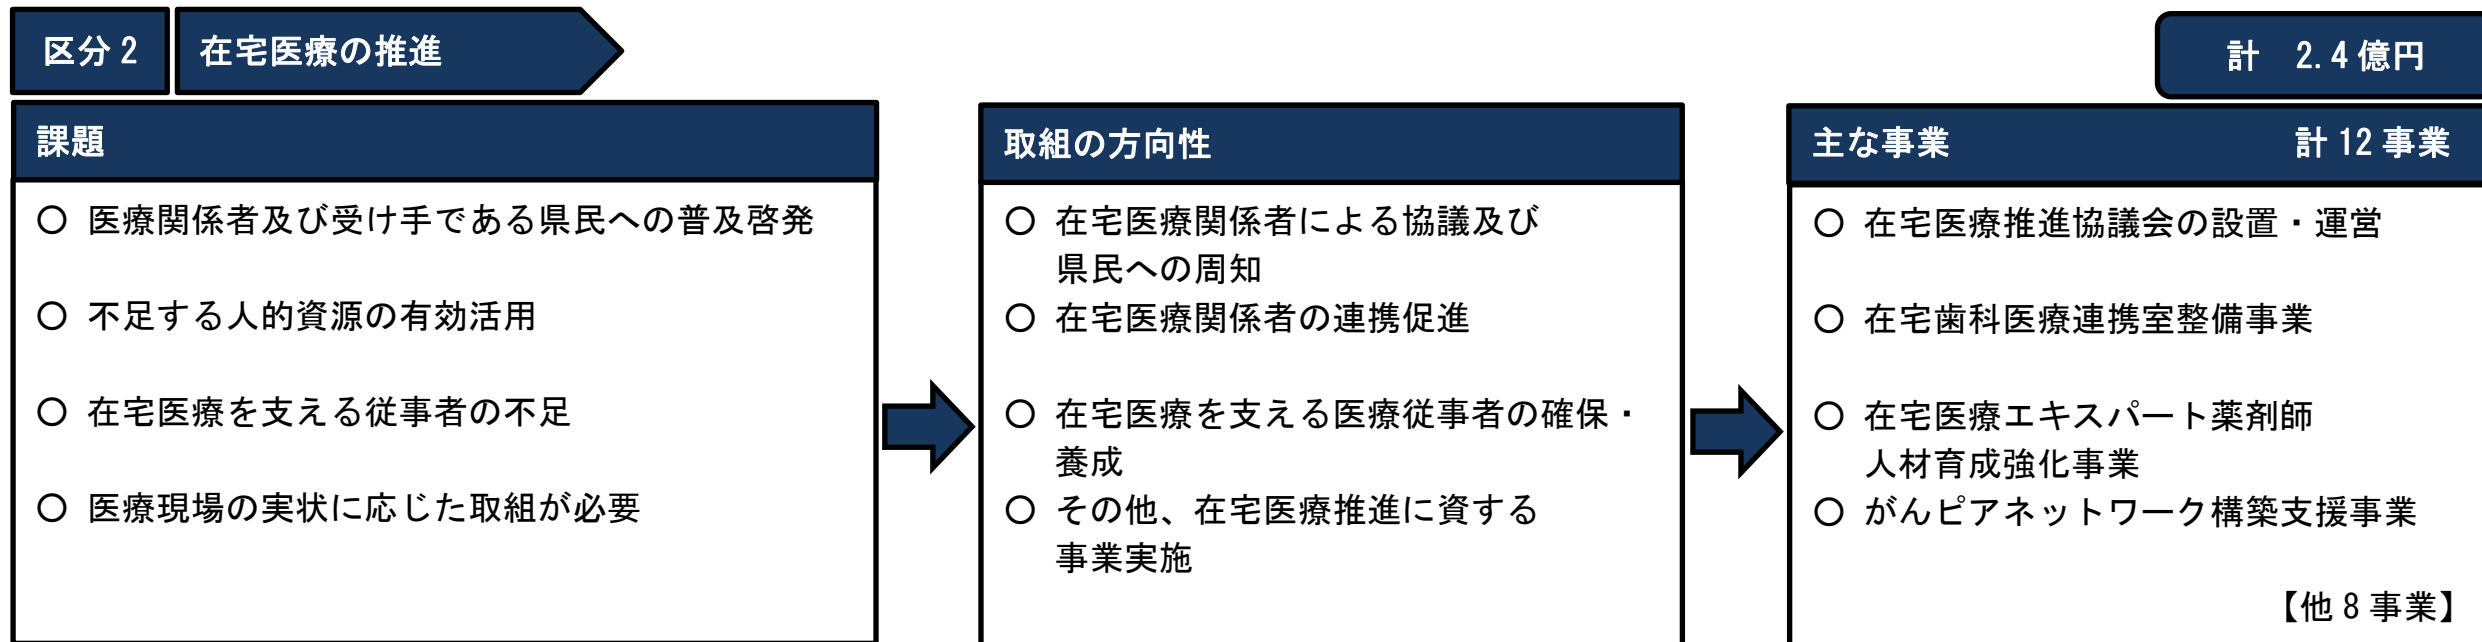 区分2
在宅医療の推進
計 2.4億円
課題
○ 医療関係者及び受け手である県民への普及啓発
○ 不足する人的資源の有効活用
○ 在宅医療を支える従事者の不足
○ 医療現場の実状に応じた取組が必要
取組の方向性
○ 在宅医療関係者による協議及び
県民への周知
○ 在宅医療関係者の連携促進
○ 在宅医療を支える医療従事者の確保・
養成
○ その他、在宅医療推進に資する
事業実施
主な事業 計12事業
○ 在宅医療推進協議会の設置・運営
○ 在宅歯科医療連携室整備事業
○ 在宅医療エキスパート薬剤師
人材育成強化事業
○ がんピアネットワーク構築支援事業
【他8事業】